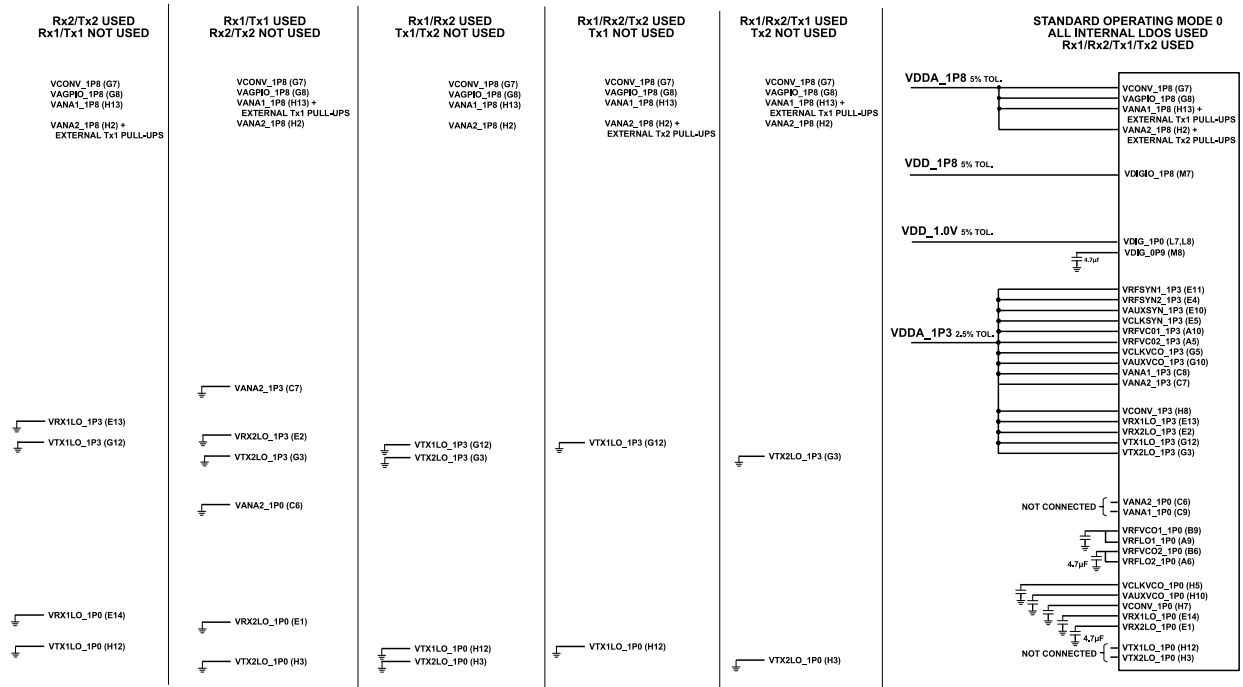 Rx2/Tx2 USED
Rx1/Tx1 NOT USED
VCONV_1P8 (G7)
VAGPIO_1P8 (G8)
VANA1_1P8 (H13)
VANA2_1P8 (H2) +
EXTERNAL Tx1 PULL-UPS
VRX1LO_1P3 (E13)
VTX1LO_1P3 (G12)
VRX1LO_1P0 (E14)
VTX1LO_1P0 (H12)
Rx1/Tx1 USED
Rx2/Tx2 NOT USED
VCONV_1P8 (G7)
VAGPIO_1P8 (G8)
VANA1_1P8 (H13) +
EXTERNAL Tx1 PULL-UPS
VANA2_1P8 (H2)
VANA2_1P3 (C7)
VRX2LO_1P3 (E2)
VTX2LO_1P3 (G3)
VANA2_1P0 (C6)
VRX2LO_1P0 (E1)
VTX2LO_1P0 (H3)
Rx1/Rx2 USED
Tx1/Tx2 NOT USED
VCONV_1P8 (G7)
VAGPIO_1P8 (G8)
VANA1_1P8 (H13)
VANA2_1P8 (H2)
VTX1LO_1P3 (G12)
VTX2LO_1P3 (G3)
VTX1LO_1P0 (H12)
VTX2LO_1P0 (H3)
Rx1/Rx2/Tx2 USED
Tx1 NOT USED
VCONV_1P8 (G7)
VAGPIO_1P8 (G8)
VANA1_1P8 (H13)
VANA2_1P8 (H2) +
EXTERNAL Tx2 PULL-UPS
VTX1LO_1P3 (G12)
VTX1LO_1P0 (H12)
Rx1/Rx2/Tx1 USED
Tx2 NOT USED
VCONV_1P8 (G7)
VAGPIO_1P8 (G8)
VANA1_1P8 (H13) +
EXTERNAL Tx1 PULL-UPS
VANA2_1P8 (H2)
VTX2LO_1P3 (G3)
VTX2LO_1P0 (H3)
STANDARD OPERATING MODE 0
ALL INTERNAL LDOS USED
Rx1/Rx2/Tx1/Tx2 USED
VDDA_1P8 5% TOL.
VCONV_1P8 (G7)
VAGPIO_1P8 (G8)
VANA1_1P8 (H13) +
EXTERNAL Tx1 PULL-UPS
VANA2_1P8 (H2) +
EXTERNAL Tx2 PULL-UPS
VDD_1P8 5% TOL.
VDIGIO_1P8 (M7)
VDD_1.0V 5% TOL.
VDIG_1P0 (L7,L8)
VDIG_0P9 (M8)
4.7µF
VDDA_1P3 2.5% TOL.
VRFSYN1_1P3 (E11)
VRFSYN2_1P3 (E4)
VAUXSYN_1P3 (E10)
VCLKSYN_1P3 (E5)
VRFVC01_1P3 (A10)
VRFVC02_1P3 (A5)
VCLKVCO_1P3 (G5)
VAUXVCO_1P3 (G10)
VANA1_1P3 (C8)
VANA2_1P3 (C7)
VCONV_1P3 (H8)
VRX1LO_1P3 (E13)
VRX2LO_1P3 (E2)
VTX1LO_1P3 (G12)
VTX2LO_1P3 (G3)
NOT CONNECTED
VANA2_1P0 (C6)
VANA1_1P0 (C9)
VRFVCO1_1P0 (B9)
VRFLO1_1P0 (A9)
VRFVCO2_1P0 (B6)
VRFLO2_1P0 (A6)
4.7µF
VCLKVCO_1P0 (H5)
VAUXVCO_1P0 (H10)
VCONV_1P0 (H7)
VRX1LO_1P0 (E14)
VRX2LO_1P0 (E1)
4.7µF
NOT CONNECTED
VTX1LO_1P0 (H12)
VTX2LO_1P0 (H3)